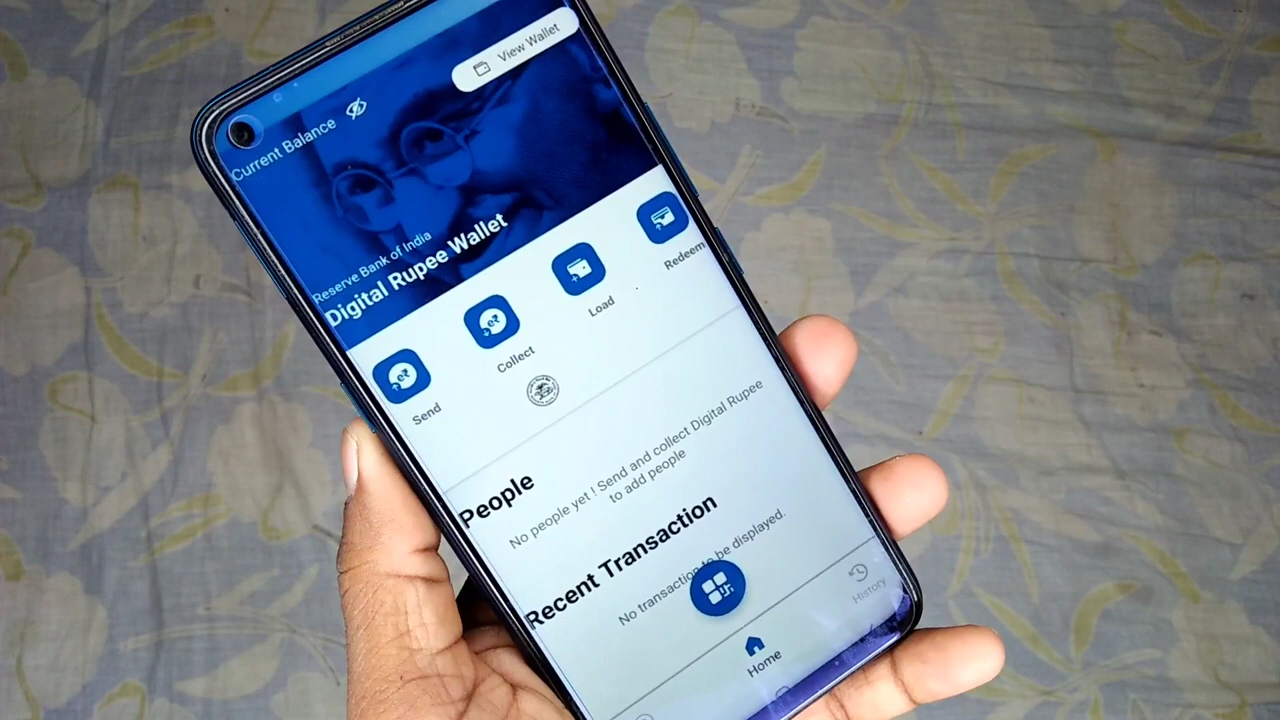 View Wallet
Current Balance
Reserve Bank of India
Digital Rupee Wallet
Send
Collect
Load
Redeem
People
No people yet ! Send and collect Digital Rupee
to add people
Recent Transaction
No transaction to be displayed.
Home
History